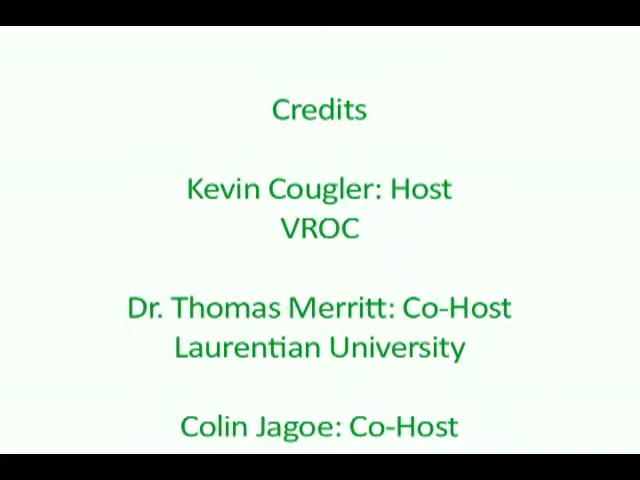 Credits
Kevin Cougler: Host
VROC
Dr. Thomas Merritt: Co-Host
Laurentian University
Colin Jagoe: Co-Host